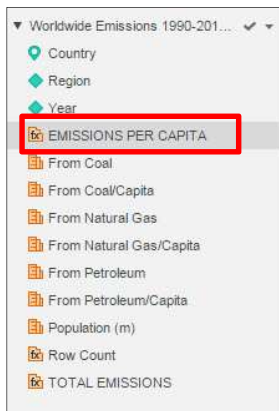 Worldwide Emissions 1990-201...
Country
Region
Year
EMISSIONS PER CAPITA
From Coal
From Coal/Capita
From Natural Gas
From Natural Gas/Capita
From Petroleum
From Petroleum/Capita
Population (m)
Row Count
TOTAL EMISSIONS